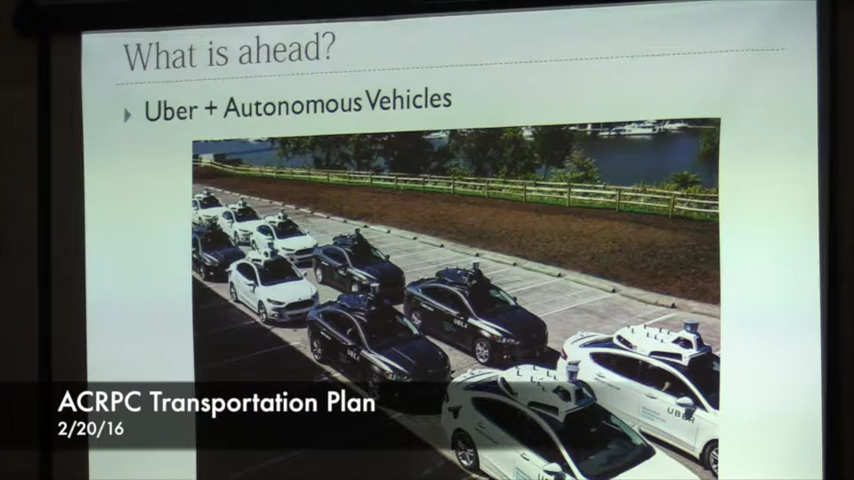 What is ahead?
Uber + Autonomous Vehicles
UBER
ACRPC Transportation Plan
2/20/16